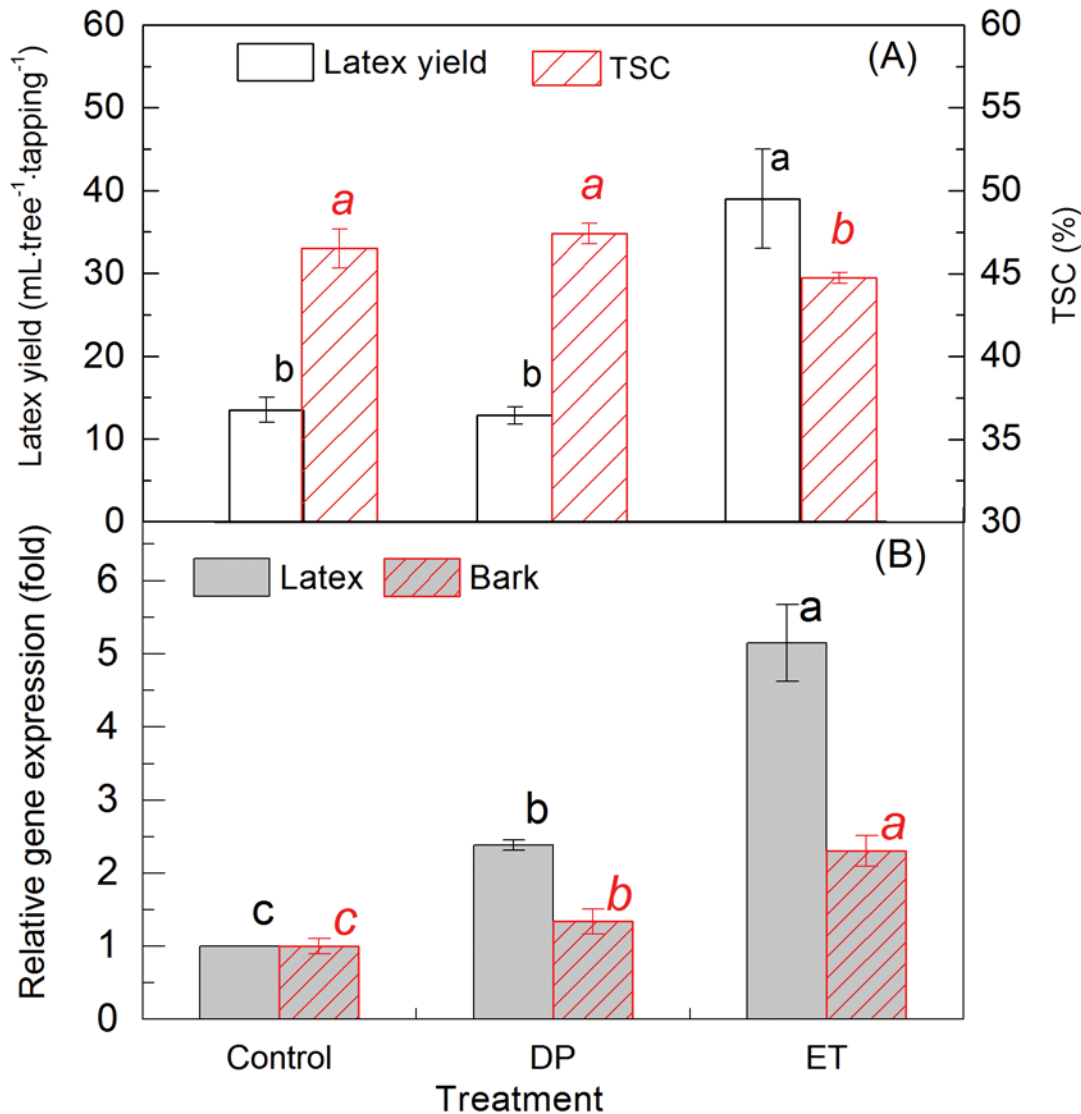 Latex yield (mL·tree⁻¹·tapping⁻¹)
60
50
40
30
20
10
0
Latex yield
TSC
(A)
b
a
b
a
a
b
60
55
50
45
40
35
30
TSC (%)
Relative gene expression (fold)
6
5
4
3
2
1
0
Latex
Bark
(B)
c
c
b
b
a
a
Control DP ET
Treatment